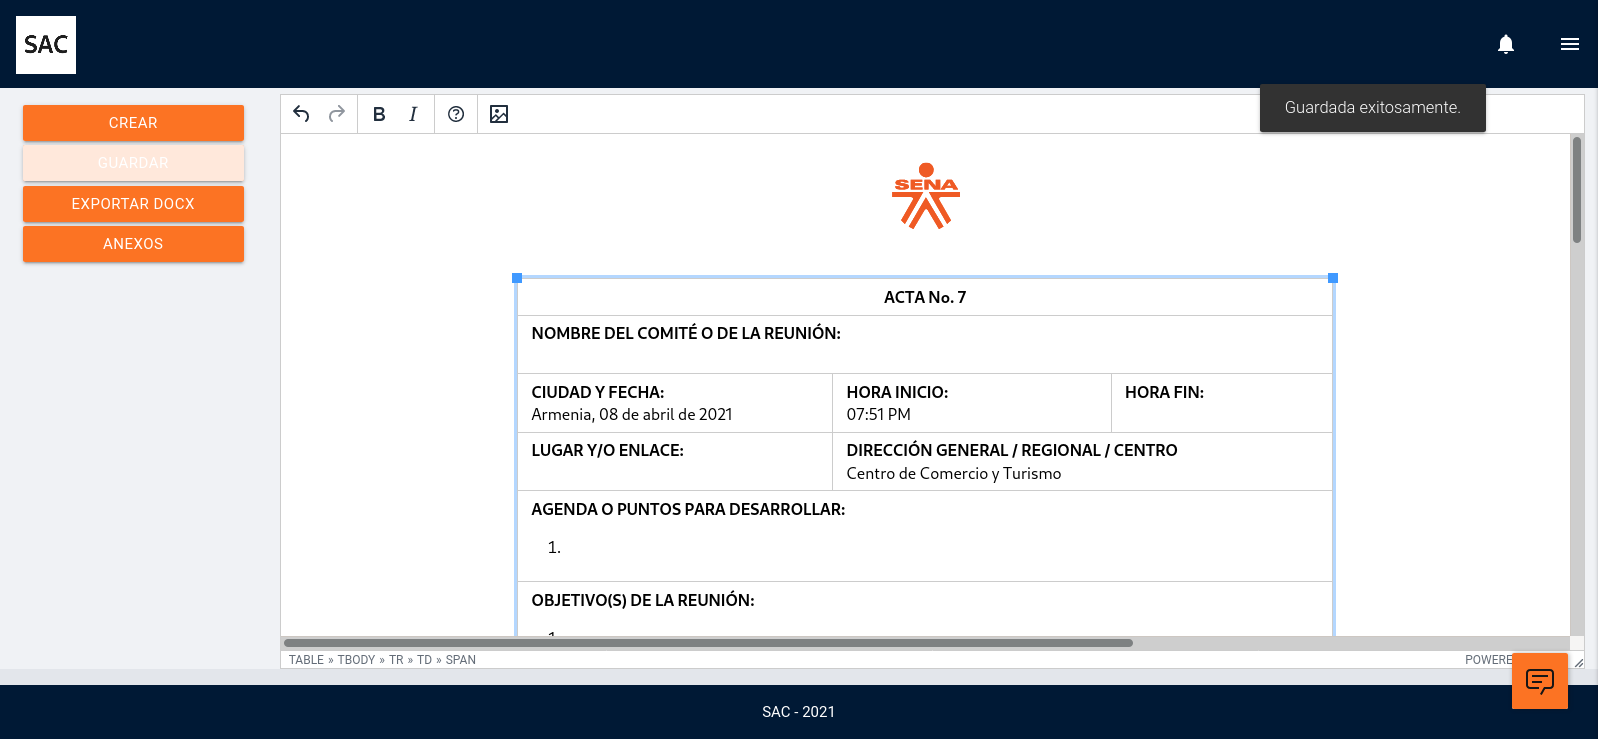 SAC
Guardada exitosamente.
CREAR
GUARDAR
EXPORTAR DOCX
ANEXOS
B I
SENA
ACTA No. 7
NOMBRE DEL COMITÉ O DE LA REUNIÓN:
CIUDAD Y FECHA:
Armenia, 08 de abril de 2021
HORA INICIO:
07:51 PM
HORA FIN:
LUGAR Y/O ENLACE:
DIRECCIÓN GENERAL / REGIONAL / CENTRO
Centro de Comercio y Turismo
AGENDA O PUNTOS PARA DESARROLLAR:
1.
OBJETIVO(S) DE LA REUNIÓN:
1.
TABLE » TBODY » TR » TD » SPAN
POWERE
SAC - 2021